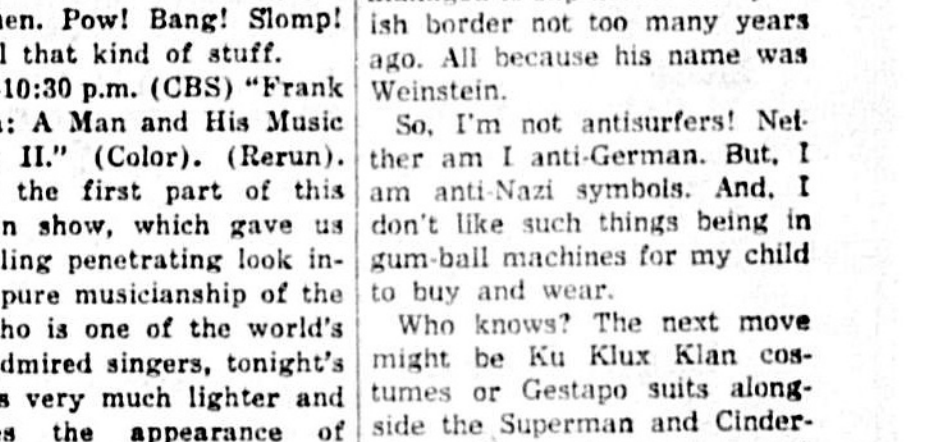 en. Pow! Bang! Slomp!
l that kind of stuff.
10:30 p.m. (CBS) "Frank
: A Man and His Music
II." (Color). (Rerun).
the first part of this
n show, which gave us
ling penetrating look in-
pure musicianship of the
ho is one of the world's
dmired singers, tonight's
s very much lighter and
s the appearance of
ish border not too many years
ago. All because his name was
Weinstein.
So, I'm not antisurfers! Nei-
ther am I anti-German. But, I
am anti-Nazi symbols. And, I
don't like such things being in
gum-ball machines for my child
to buy and wear.
Who knows? The next move
might be Ku Klux Klan cos-
tumes or Gestapo suits along-
side the Superman and Cinder-